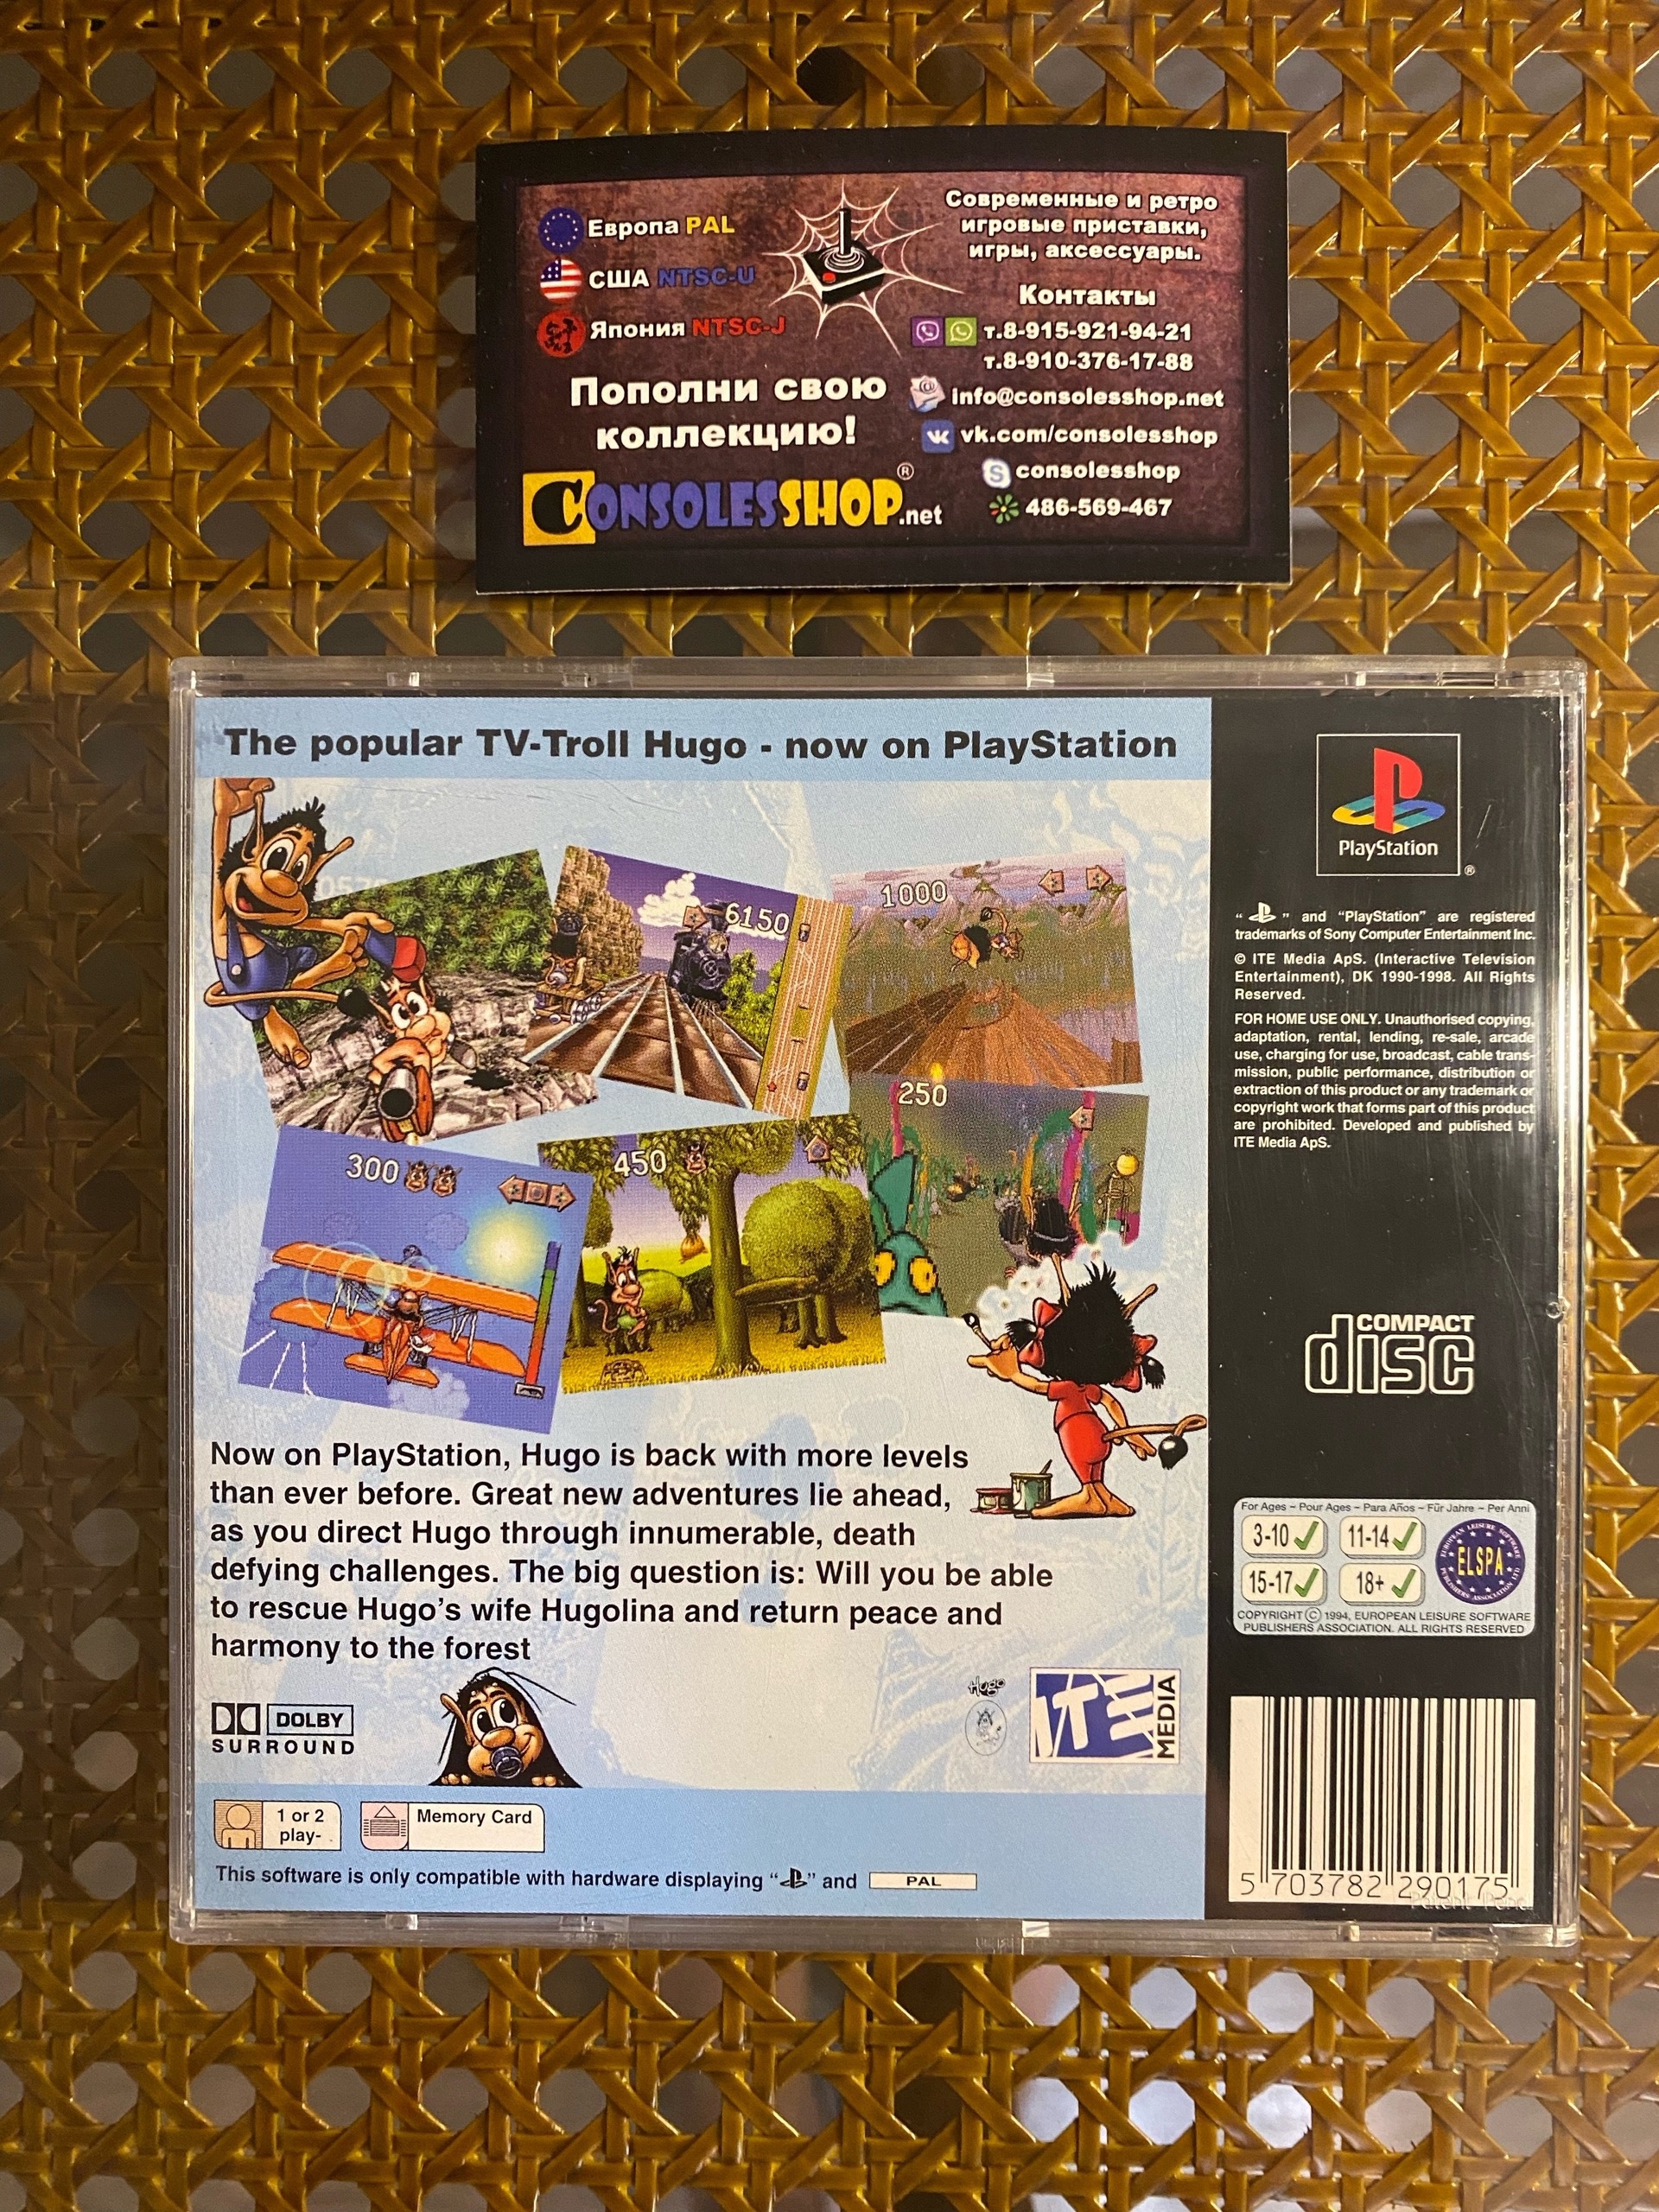 Европа PAL
США NTSC-U
Япония NTSC-J
Пополни свою
коллекцию!
CONSOLESSHOP.net
®
Современные и ретро
игровые приставки,
игры, аксессуары.
Контакты
т.8-915-921-94-21
т.8-910-376-17-88
info@consolesshop.net
vk.com/consolesshop
consolesshop
486-569-467
The popular TV-Troll Hugo - now on PlayStation
6150
1000
250
300
450
Now on PlayStation, Hugo is back with more levels
than ever before. Great new adventures lie ahead,
as you direct Hugo through innumerable, death
defying challenges. The big question is: Will you be able
to rescue Hugo's wife Hugolina and return peace and
harmony to the forest
DOLBY
SURROUND
Hugo
ITE
MEDIA
1 or 2
play-
Memory Card
This software is only compatible with hardware displaying “ ” and PAL
PlayStation
®
“ ” and “PlayStation” are registered
trademarks of Sony Computer Entertainment Inc.
© ITE Media ApS. (Interactive Television
Entertainment), DK 1990-1998. All Rights
Reserved.
FOR HOME USE ONLY. Unauthorised copying,
adaptation, rental, lending, re-sale, arcade
use, charging for use, broadcast, cable trans-
mission, public performance, distribution or
extraction of this product or any trademark or
copyright work that forms part of this product
are prohibited. Developed and published by
ITE Media ApS.
COMPACT
disc
For Ages – Pour Ages – Para Años – Für Jahre – Per Anni
3-10 11-14
15-17 18+
ELSPA
COPYRIGHT © 1994, EUROPEAN LEISURE SOFTWARE
PUBLISHERS ASSOCIATION. ALL RIGHTS RESERVED
5 703782 290175